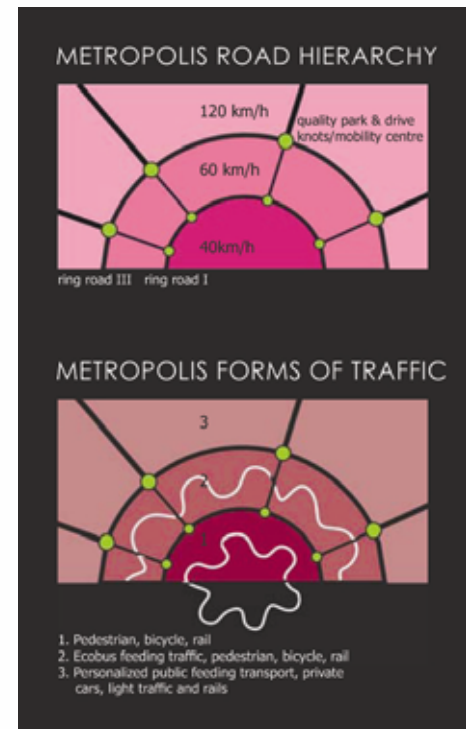 METROPOLIS ROAD HIERARCHY
120 km/h
quality park & drive
knots/mobility centre
60 km/h
40km/h
ring road III ring road I
METROPOLIS FORMS OF TRAFFIC
3
2
1
1. Pedestrian, bicycle, rail
2. Ecobus feeding traffic, pedestrian, bicycle, rail
3. Personalized public feeding transport, private
cars, light traffic and rails